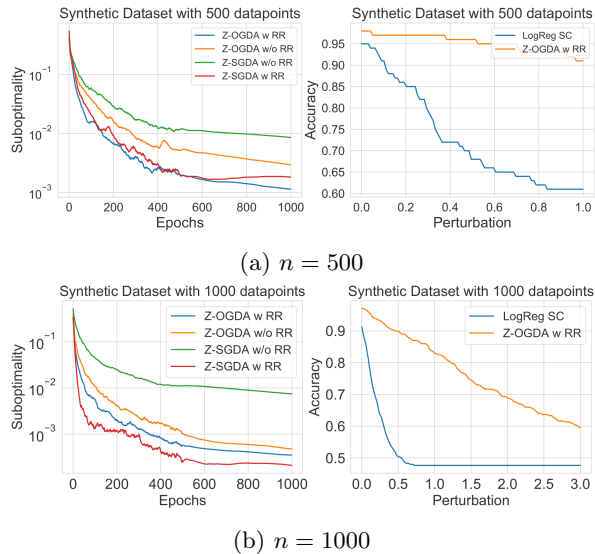 Synthetic Dataset with 500 datapoints
Suboptimality
10⁻¹
10⁻²
10⁻³
Z-OGDA w RR
Z-OGDA w/o RR
Z-SGDA w/o RR
Z-SGDA w RR
0 200 400 600 800 1000
Epochs
Synthetic Dataset with 500 datapoints
Accuracy
0.95
0.90
0.85
0.80
0.75
0.70
0.65
0.60
LogReg SC
Z-OGDA w RR
0.0 0.2 0.4 0.6 0.8 1.0
Perturbation
(a) n = 500
Synthetic Dataset with 1000 datapoints
Suboptimality
10⁻¹
10⁻²
10⁻³
Z-OGDA w RR
Z-OGDA w/o RR
Z-SGDA w/o RR
Z-SGDA w RR
0 200 400 600 800 1000
Epochs
Synthetic Dataset with 1000 datapoints
Accuracy
0.9
0.8
0.7
0.6
0.5
LogReg SC
Z-OGDA w RR
0.0 0.5 1.0 1.5 2.0 2.5 3.0
Perturbation
(b) n = 1000